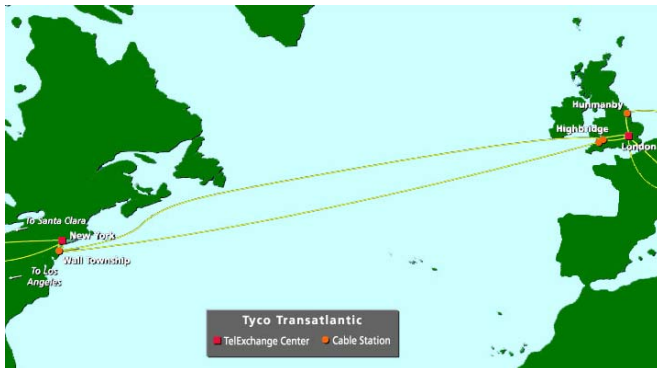 Hunmanby
Highbridge
London
To Santa Clara
New York
Wall Township
To Los
Angeles
Tyco Transatlantic
TelExchange Center
Cable Station